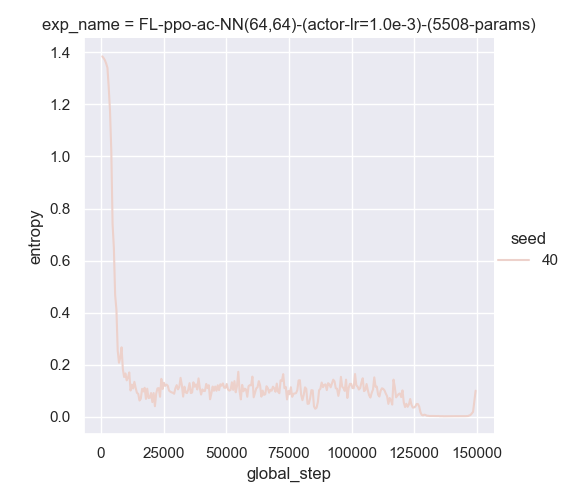 exp_name = FL-ppo-ac-NN(64,64)-(actor-lr=1.0e-3)-(5508-params)
1.4
1.2
1.0
0.8
0.6
0.4
0.2
0.0
entropy
seed
40
0 25000 50000 75000 100000 125000 150000
global_step